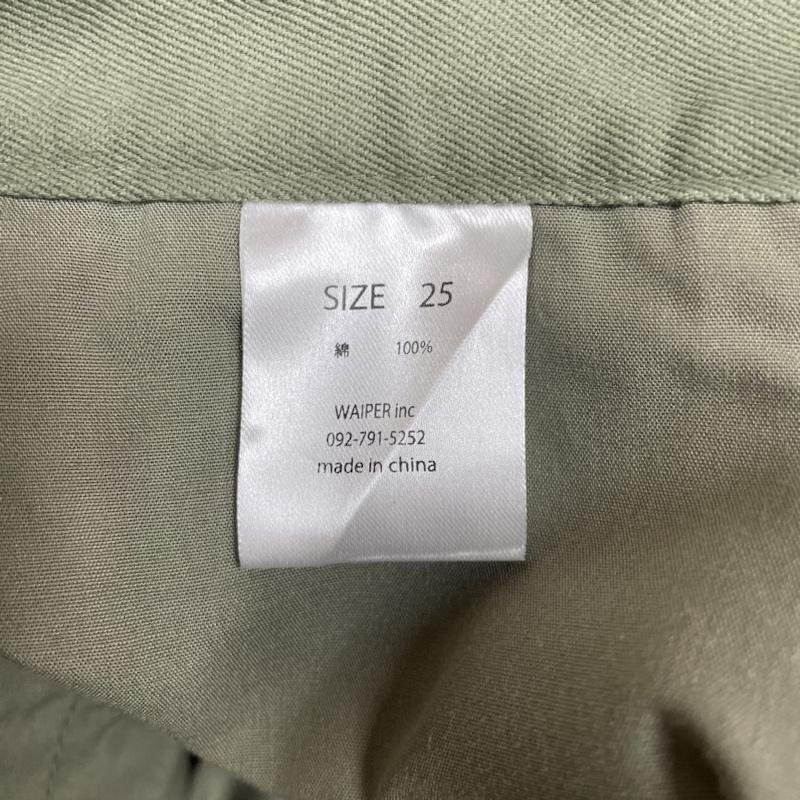 SIZE 25
綿 100%
WAIPER inc
092-791-5252
made in china